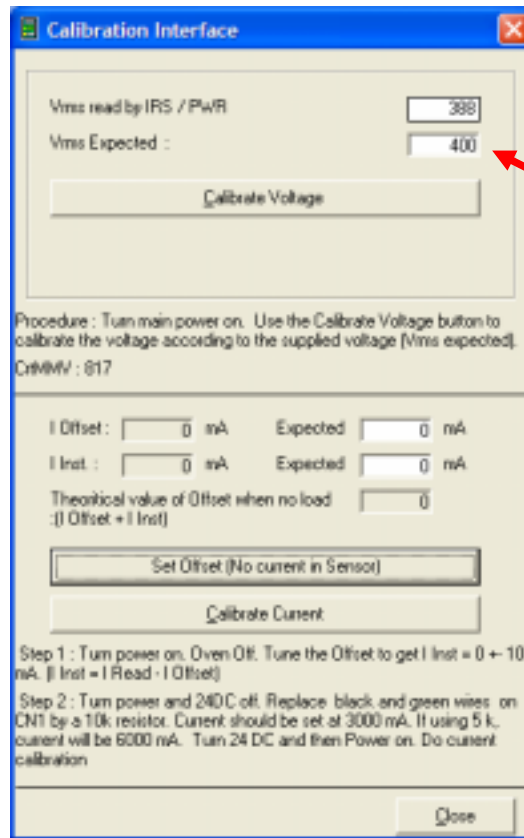 Calibration Interface
Vrms read by IRS / PWR 388
Vrms Expected : 400
Calibrate Voltage
Procedure : Turn main power on. Use the Calibrate Voltage button to
calibrate the voltage according to the supplied voltage (Vrms expected).
CrtMMV : 817
I Offset : 0 mA Expected 0 mA
I Inst. : 0 mA Expected 0 mA
Theoritical value of Offset when no load 0
:(I Offset + I Inst)
Set Offset (No current in Sensor)
Calibrate Current
Step 1 : Turn power on. Oven Off. Tune the Offset to get I Inst = 0 +- 10
mA. (I Inst = I Read - I Offset)
Step 2 : Turn power and 24DC off. Replace black and green wires on
CN1 by a 10k resistor. Current should be set at 3000 mA. If using 5 k,
current will be 6000 mA. Turn 24 DC and then Power on. Do current
calibration
Close